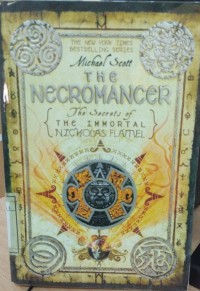 THE NEW YORK TIMES
BESTSELLING SERIES
Michael Scott
THE
NECROMANCER
The Secrets of
THE IMMORTAL
NICHOLAS FLAMEL